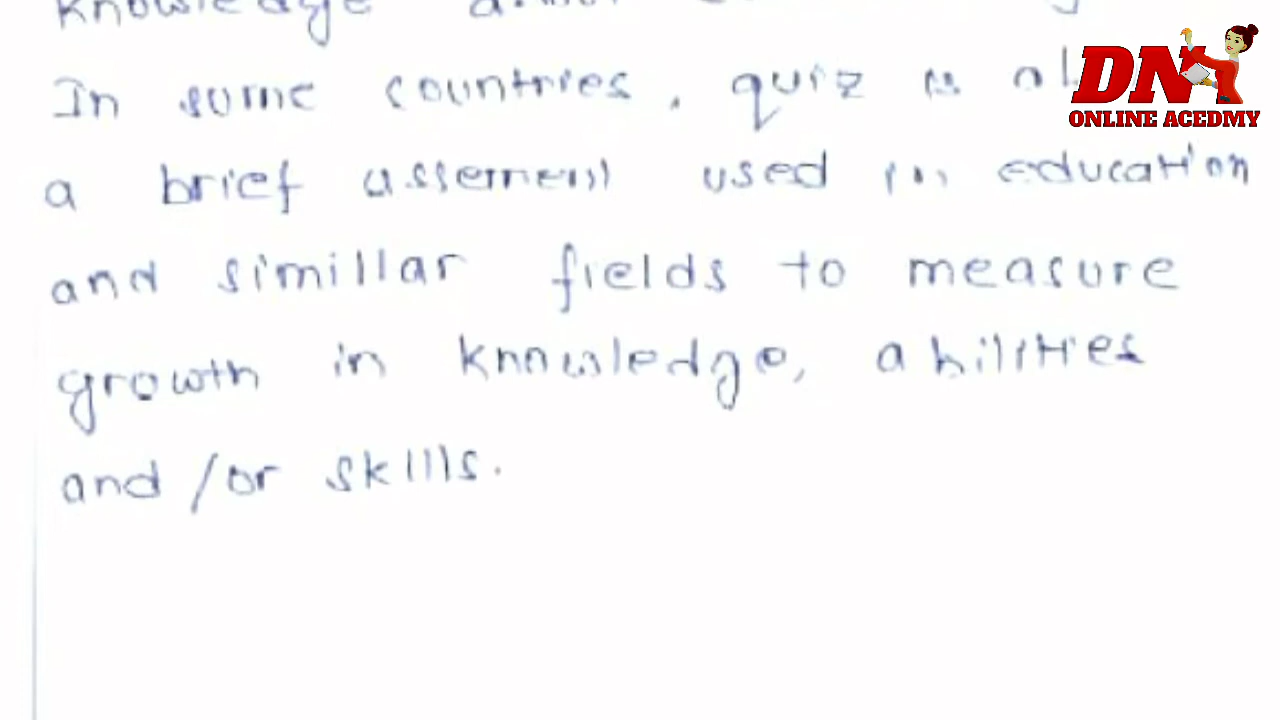 knowledge
In some countries, quiz is al
a brief assement used in education
and simillar fields to measure
growth in knowledge, abilities
and /or skills.
DN
ONLINE ACEDMY